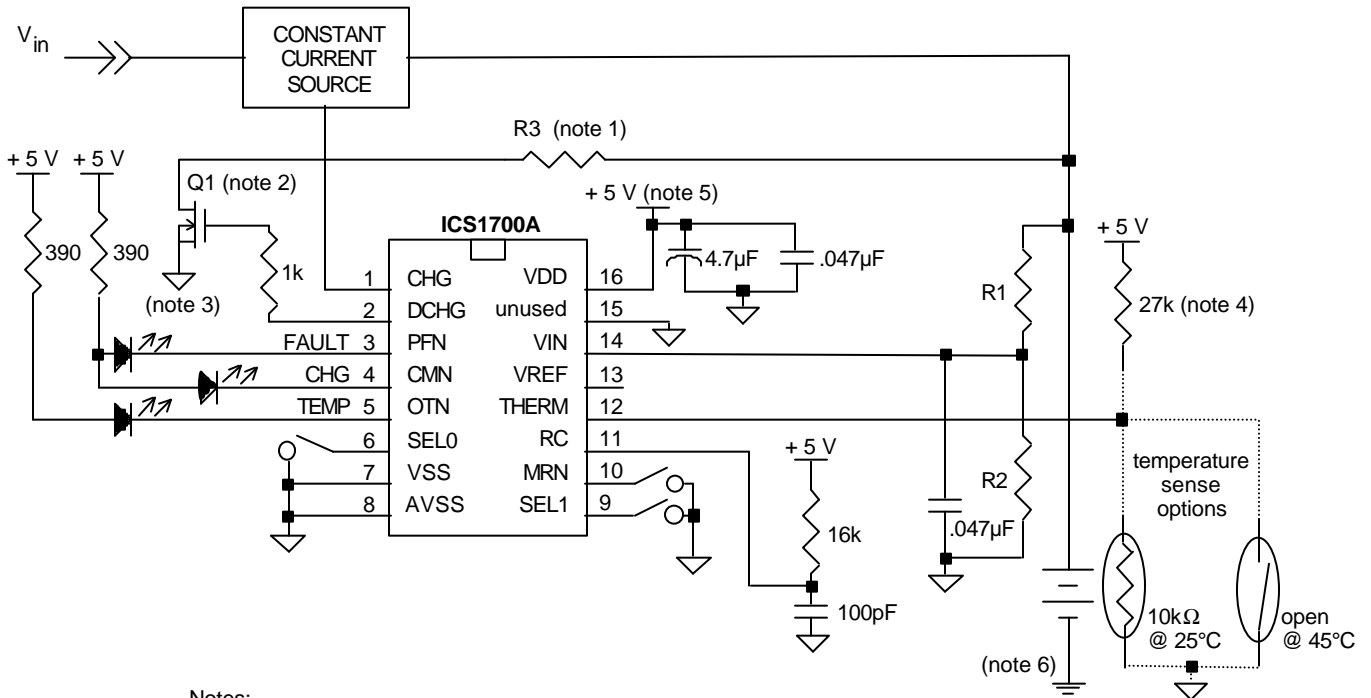 V in
CONSTANT
CURRENT
SOURCE
R3 (note 1)
+ 5 V
+ 5 V
Q1 (note 2)
+ 5 V (note 5)
ICS1700A
+ 5 V
390
390
1k
4.7µF
.047µF
R1
27k (note 4)
(note 3)
1
CHG
VDD
16
2
DCHG
unused
15
FAULT
3
PFN
VIN
14
CHG
4
CMN
VREF
13
TEMP
5
OTN
THERM
12
6
SEL0
RC
11
+ 5 V
7
VSS
MRN
10
8
AVSS
SEL1
9
temperature
sense
options
R2
16k
.047µF
100pF
10kΩ
@ 25°C
open
@ 45°C
(note 6)
Notes: